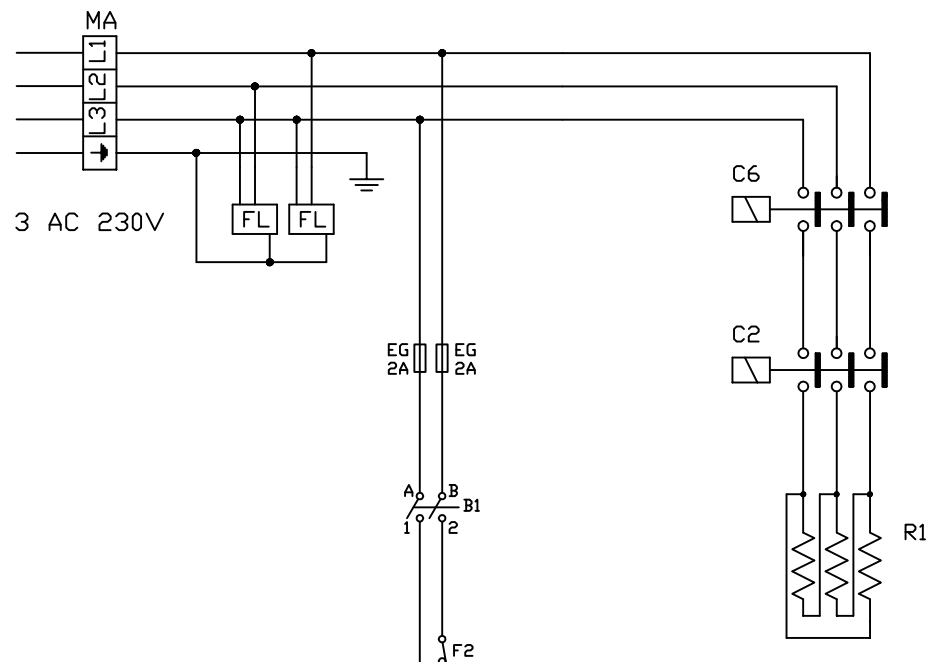 MA
L1
L2
L3
3 AC 230V
FL FL
C6
EG EG
2A 2A
C2
A B
B1
1 2
R1
F2